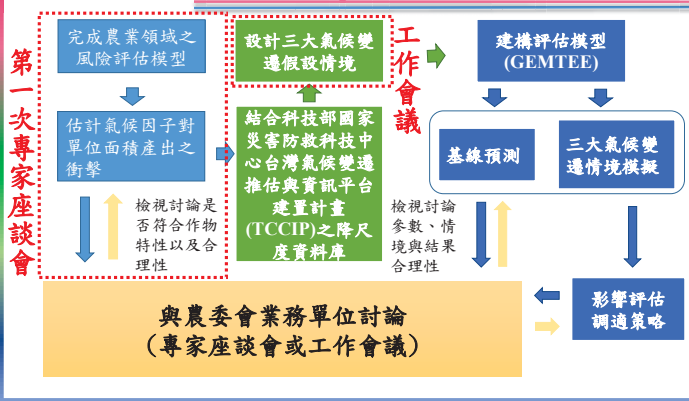 第一次專家座談會
完成農業領域之
風險評估模型
估計氣候因子對
單位面積產出之
衝擊
檢視討論是
否符合作物
特性以及合
理性
設計三大氣候變
遷假設情境
工作會議
結合科技部國家
災害防救科技中
心台灣氣候變遷
推估與資訊平台
建置計畫
(TCCIP)之降尺
度資料庫
建構評估模型
(GEMTEE)
基線預測
三大氣候變
遷情境模擬
檢視討論
參數、情
境與結果
合理性
影響評估
調適策略
與農委會業務單位討論
（專家座談會或工作會議）